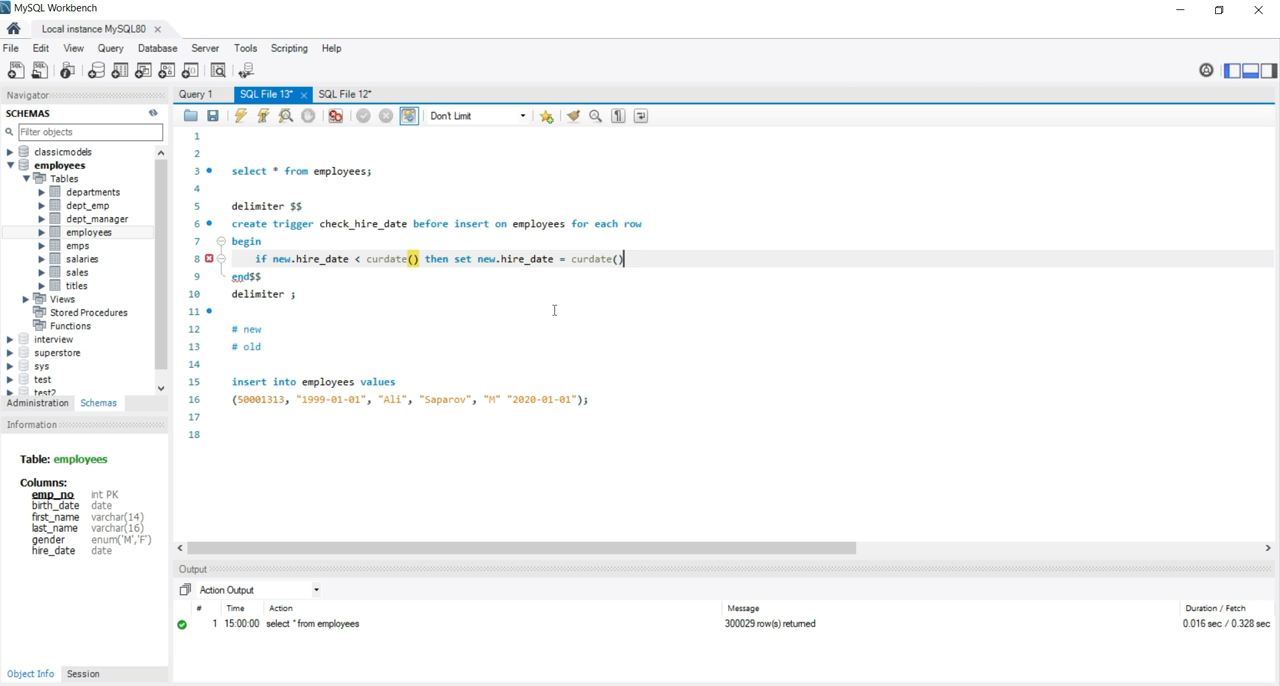 MySQL Workbench
Local instance MySQL80
File Edit View Query Database Server Tools Scripting Help
Navigator
SCHEMAS
Filter objects
classicmodels
employees
Tables
departments
dept_emp
dept_manager
employees
emps
salaries
sales
titles
Views
Stored Procedures
Functions
interview
superstore
sys
test
test2
Administration Schemas
Information
Table: employees
Columns:
emp_no int PK
birth_date date
first_name varchar(14)
last_name varchar(16)
gender enum('M','F')
hire_date date
Object Info Session
Query 1 SQL File 13* SQL File 12*
Don't Limit
1
2
3 select * from employees;
4
5 delimiter $$
6 create trigger check_hire_date before insert on employees for each row
7 begin
8 if new.hire_date < curdate() then set new.hire_date = curdate()
9 end$$
10 delimiter ;
11
12 # new
13 # old
14
15 insert into employees values
16 (50001313, "1999-01-01", "Ali", "Saparov", "M" "2020-01-01");
17
18
Output
Action Output
# Time Action Message Duration / Fetch
1 15:00:00 select * from employees 300029 row(s) returned 0.016 sec / 0.328 sec